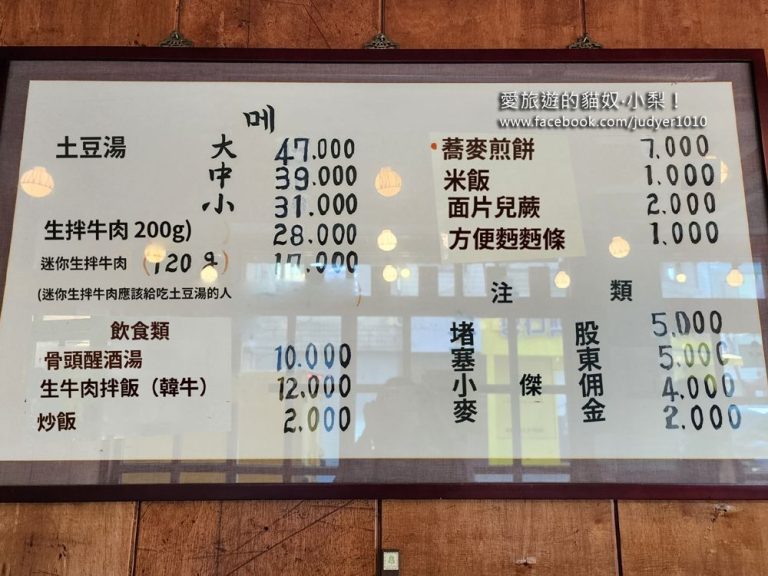 愛旅遊的貓奴‧小梨！
www.facebook.com/judyer1010
메
土豆湯 大 47.000
中 39.000
小 31.000
生拌牛肉 200g) 28.000
迷你生拌牛肉 (120g) 17.000
(迷你生拌牛肉應該給吃土豆湯的人
飲食類
骨頭醒酒湯 10.000
生牛肉拌飯（韓牛） 12.000
炒飯 2.000
蕎麥煎餅 7,000
米飯 1.000
面片兒蕨 2.000
方便麪麪條 1.000
注 類
堵塞小麥 傑 股東佣金
5,000
5,000
4,000
2,000